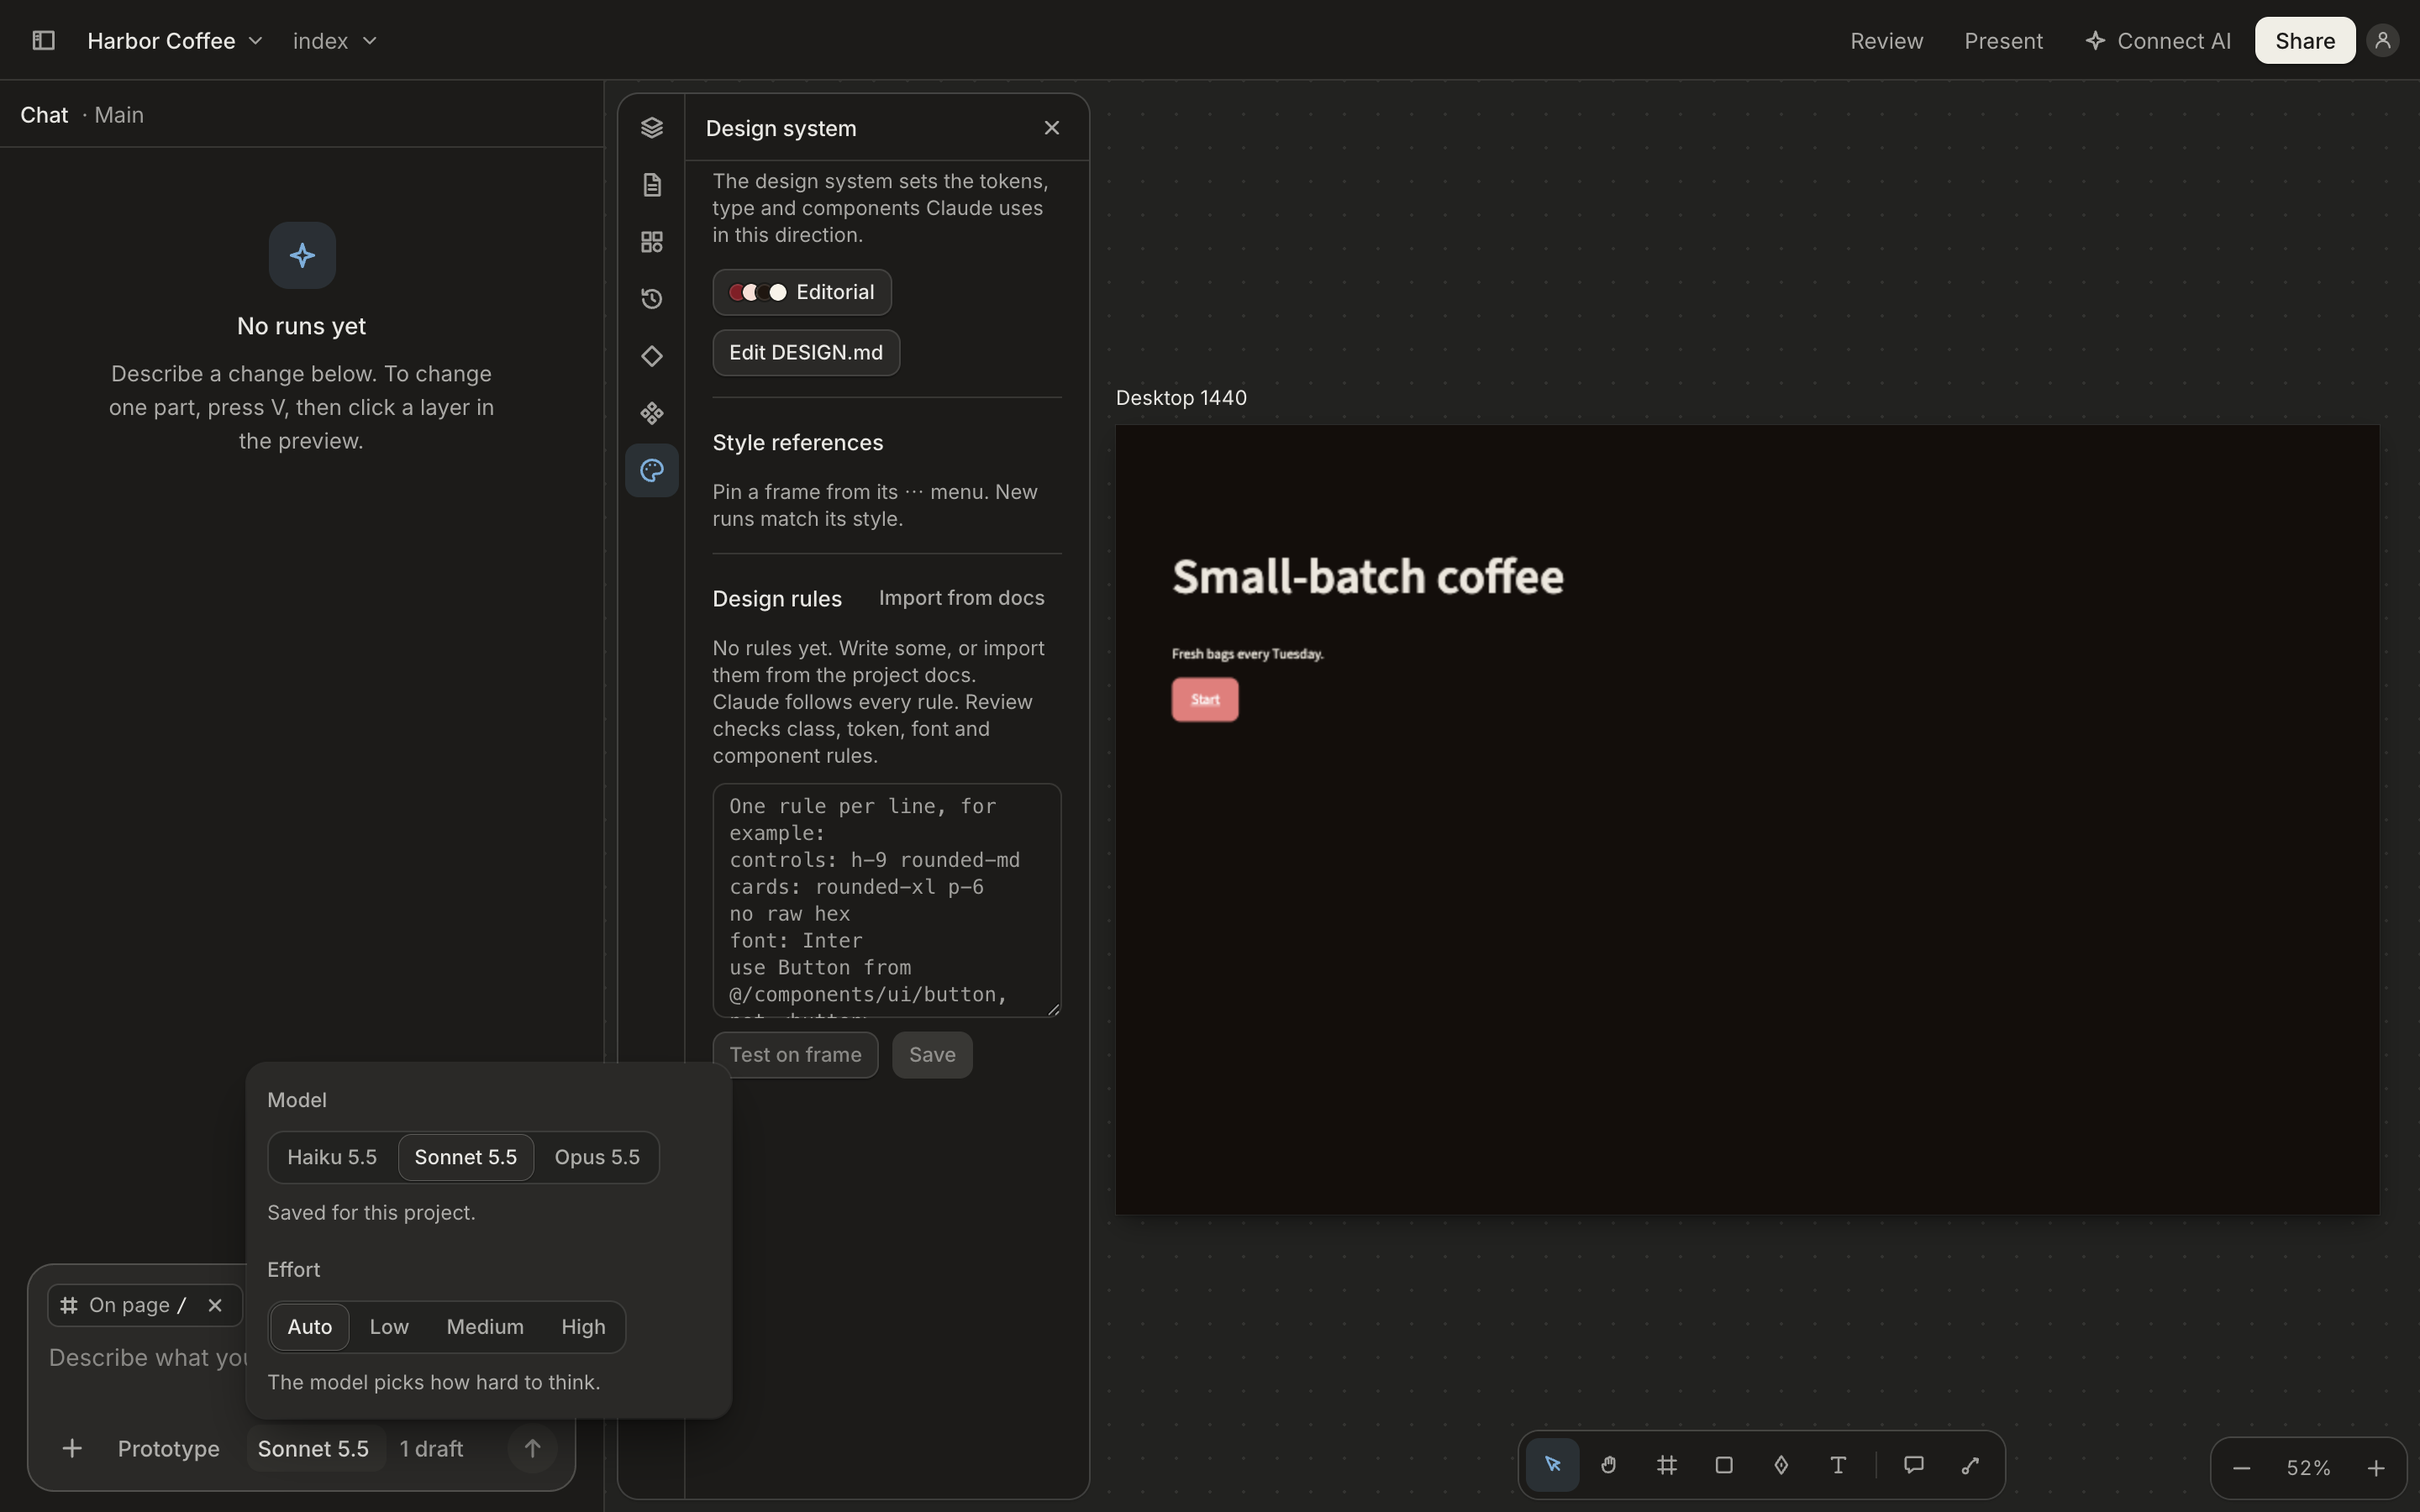 Harbor Coffee
index
Review
Present
Connect AI
Share
Chat · Main
No runs yet
Describe a change below. To change
one part, press V, then click a layer in
the preview.
Design system
The design system sets the tokens,
type and components Claude uses
in this direction.
Editorial
Edit DESIGN.md
Style references
Pin a frame from its ··· menu. New
runs match its style.
Design rules
Import from docs
No rules yet. Write some, or import
them from the project docs.
Claude follows every rule. Review
checks class, token, font and
component rules.
One rule per line, for
example:
controls: h-9 rounded-md
cards: rounded-xl p-6
no raw hex
font: Inter
use Button from
@/components/ui/button,
Test on frame
Save
Model
Haiku 5.5
Sonnet 5.5
Opus 5.5
Saved for this project.
Effort
Auto
Low
Medium
High
The model picks how hard to think.
On page /
Describe what
Prototype
Sonnet 5.5
1 draft
Desktop 1440
Small-batch coffee
Fresh bags every Tuesday.
Start
52%